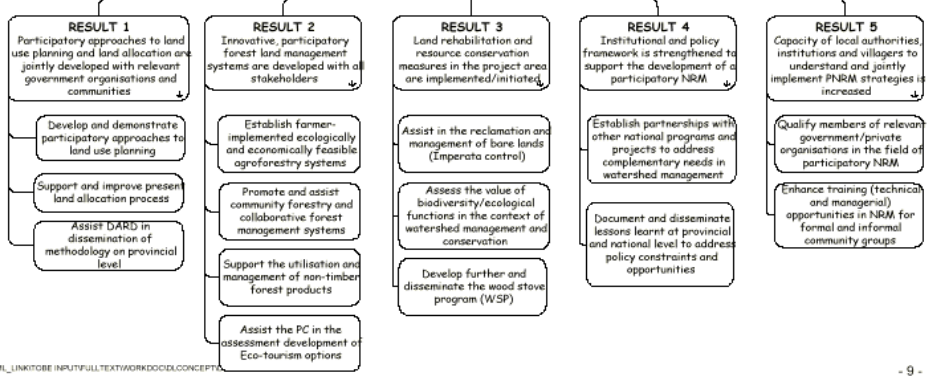 RESULT 1
Participatory approaches to land
use planning and land allocation are
jointly developed with relevant
government organisations and
communities
Develop and demonstrate
participatory approaches to
land use planning
Support and improve present
land allocation process
Assist DARD in
dissemination of
methodology on provincial
level
RESULT 2
Innovative, participatory
forest land management
systems are developed with all
stakeholders
Establish farmer-
implemented ecologically
and economically feasible
agroforestry systems
Promote and assist
community forestry and
collaborative forest
management systems
Support the utilisation and
management of non-timber
forest products
Assist the PC in the
assessment development of
Eco-tourism options
RESULT 3
Land rehabilitation and
resource conservation
measures in the project area
are implemented/initiated
Assist in the reclamation and
management of bare lands
(Imperata control)
Assess the value of
biodiversity/ecological
functions in the context of
watershed management and
conservation
Develop further and
disseminate the wood stove
program (WSP)
RESULT 4
Institutional and policy
framework is strengthened to
support the development of a
participatory NRM
Establish partnerships with
other national programs and
projects to address
complementary needs in
watershed management
Document and disseminate
lessons learnt at provincial
and national level to address
policy constraints and
opportunities
RESULT 5
Capacity of local authorities,
institutions and villagers to
understand and jointly
implement PNRM strategies is
increased
Qualify members of relevant
government/private
organisations in the field of
participatory NRM
Enhance training (technical
and managerial)
opportunities in NRM for
formal and informal
community groups
L_LINK\TOBE INPUT\FULLTEXT\WORKDOC\DLCONCEPT\
- 9 -